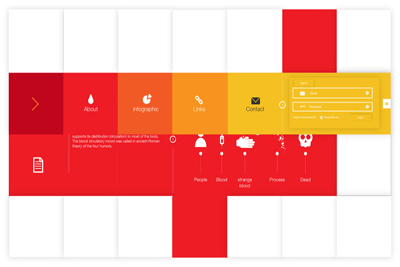 About
infographic
Links
Contact
supports its distribution (circulation) to most of the body.
The blood circulatory mood was called in ancient Roman
theory of the four humors.
People
Blood
strange
blood
Process
Dead